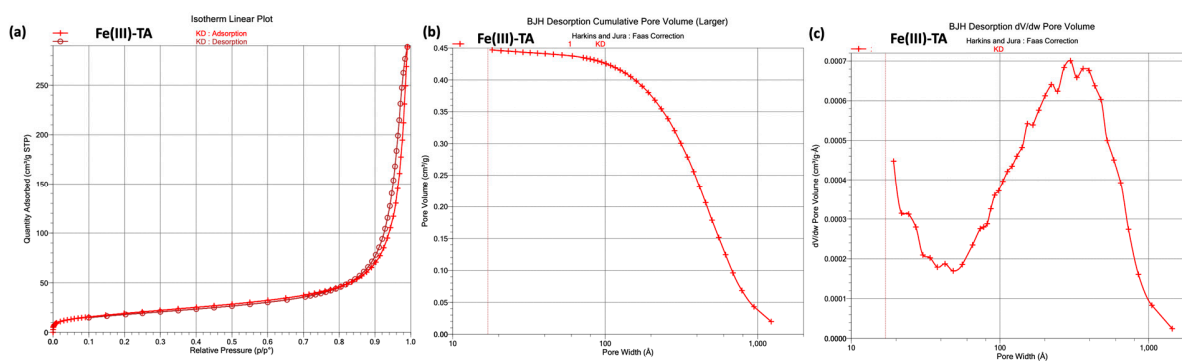 (a)
Isotherm Linear Plot
Fe(III)-TA
KD : Adsorption
KD : Desorption
Quantity Adsorbed (cm³/g STP)
250
200
150
100
50
0
0.0 0.1 0.2 0.3 0.4 0.5 0.6 0.7 0.8 0.9 1.0
Relative Pressure (p/p°)
(b)
BJH Desorption Cumulative Pore Volume (Larger)
Harkins and Jura : Faas Correction
Fe(III)-TA
1 KD
Pore Volume (cm³/g)
0.45
0.40
0.35
0.30
0.25
0.20
0.15
0.10
0.05
0.00
10 100 1,000
Pore Width (Å)
(c)
BJH Desorption dV/dw Pore Volume
Harkins and Jura : Faas Correction
: Fe(III)-TA
KD
dV/dw Pore Volume (cm³/g·Å)
0.0007
0.0006
0.0005
0.0004
0.0003
0.0002
0.0001
0.0000
10 100 1,000
Pore Width (Å)